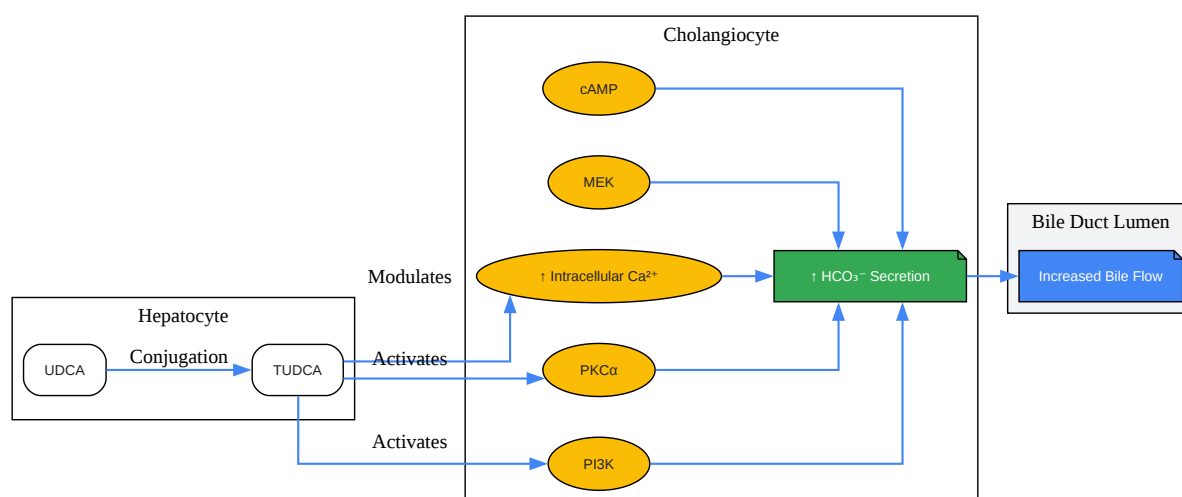 Cholangiocyte
cAMP
MEK
Bile Duct Lumen
Modulates
↑ Intracellular Ca²⁺
↑ HCO₃⁻ Secretion
Increased Bile Flow
Hepatocyte
UDCA
Conjugation
TUDCA
Activates
PKCα
Activates
PI3K